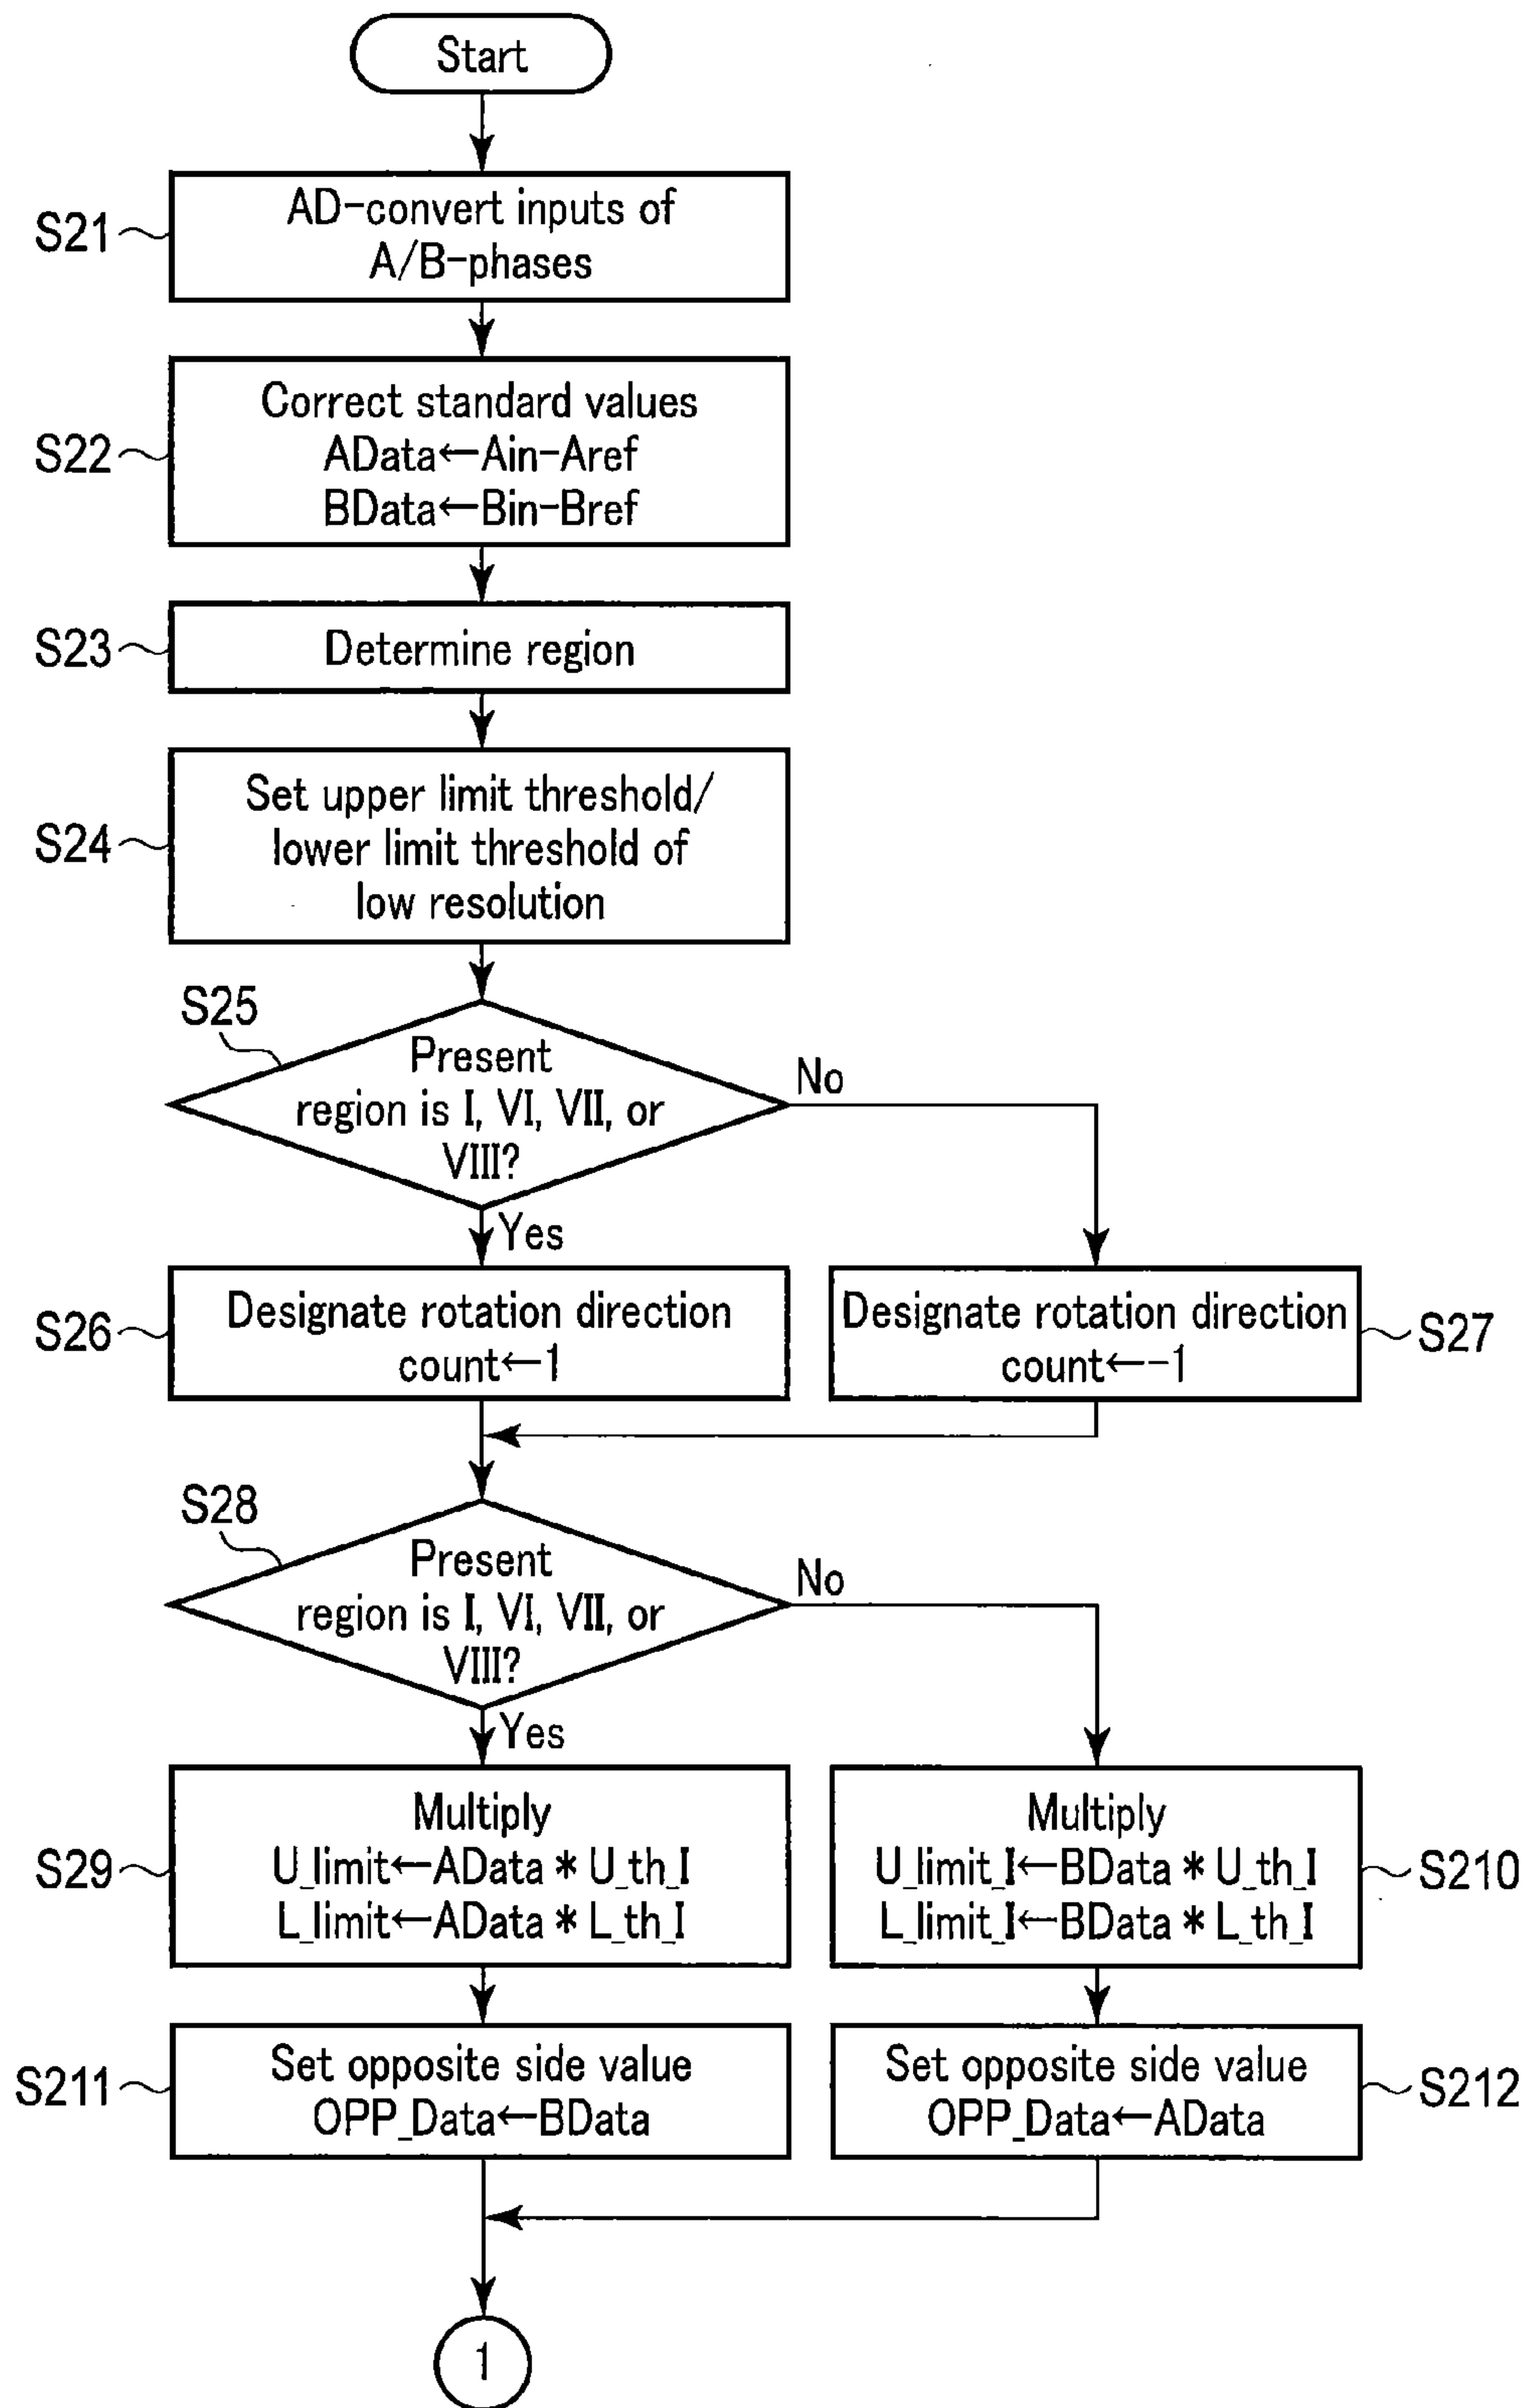 Start
S21
AD-convert inputs of
A/B-phases
S22
Correct standard values
AData←Ain-Aref
BData←Bin-Bref
S23
Determine region
S24
Set upper limit threshold/
lower limit threshold of
low resolution
S25
Present
region is I, VI, VII, or
VIII?
No
Yes
S26
Designate rotation direction
count←1
Designate rotation direction
count←-1
S27
S28
Present
region is I, VI, VII, or
VIII?
No
Yes
S29
Multiply
U_limit←AData * U_th_I
L_limit←AData * L_th_I
Multiply
U_limit_I←BData * U_th_I
L_limit_I←BData * L_th_I
S210
S211
Set opposite side value
OPP_Data←BData
Set opposite side value
OPP_Data←AData
S212
1